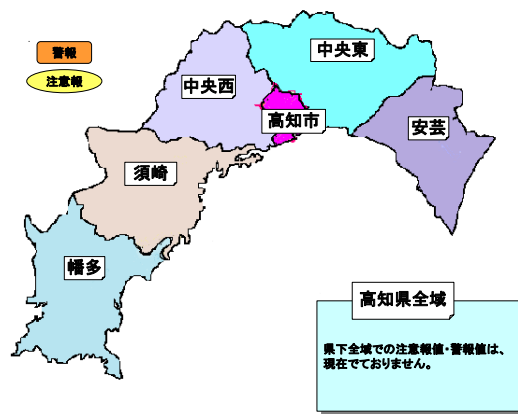 警報
注意報
中央東
中央西
高知市
安芸
須崎
幡多
高知県全域
県下全域での注意報値・警報値は、
現在でておりません。